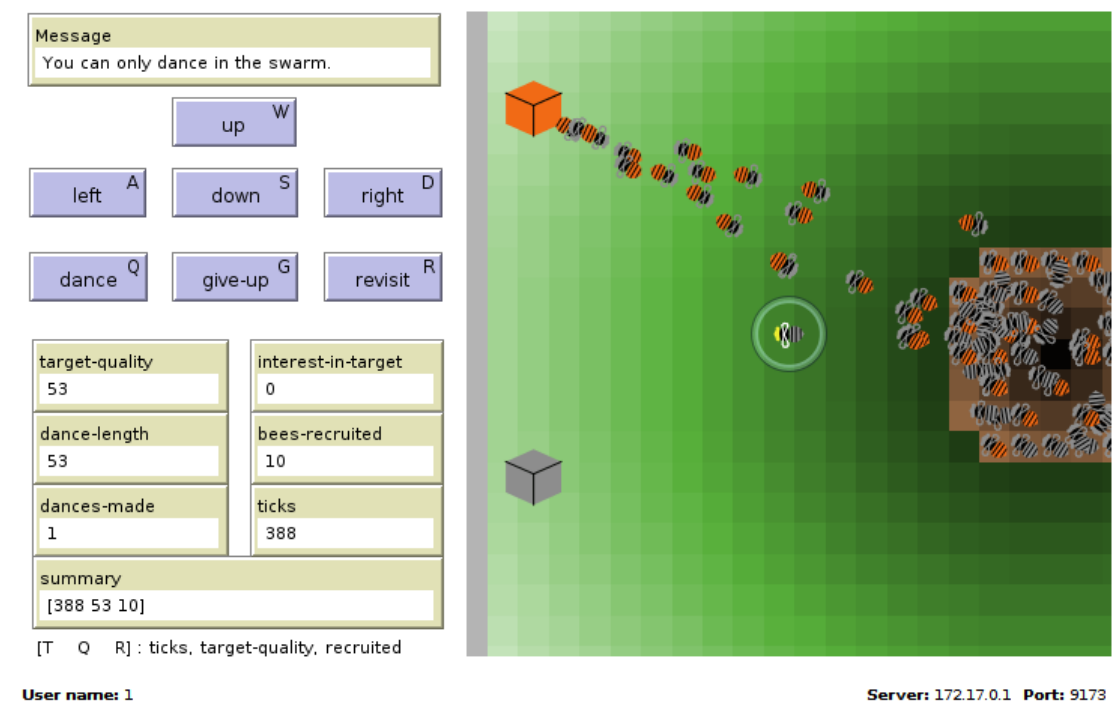 Message
You can only dance in the swarm.
up W
left A
down S
right D
dance Q
give-up G
revisit R
target-quality
53
interest-in-target
0
dance-length
53
bees-recruited
10
dances-made
1
ticks
388
summary
[388 53 10]
[T Q R] : ticks, target-quality, recruited
User name: 1
Server: 172.17.0.1 Port: 9173